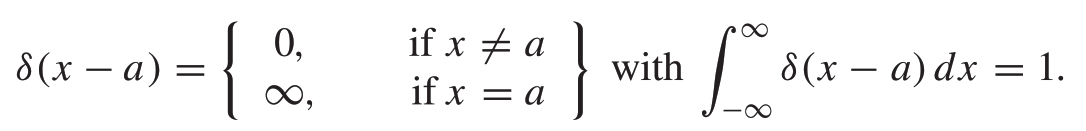 δ(x − a) = { 0, if x ≠ a
∞, if x = a } with ∫_{−∞}^{∞} δ(x − a) dx = 1.